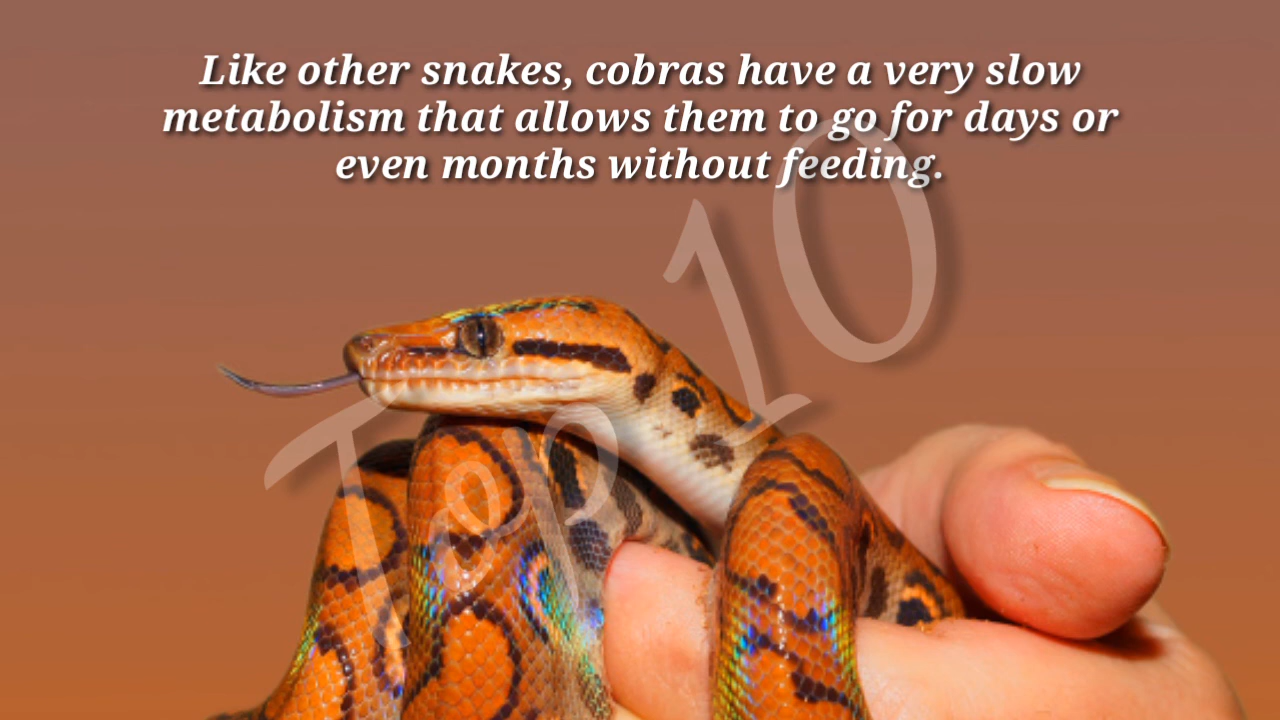 Like other snakes, cobras have a very slow
metabolism that allows them to go for days or
even months without feeding.
Top 10